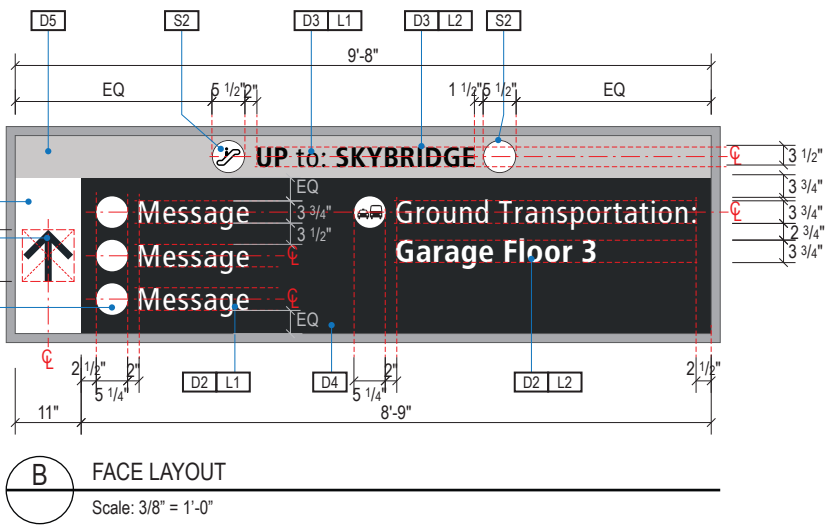 D5 S2 D3 L1 D3 L2 S2
9'-8"
EQ 5 1/2" 2" 1 1/2" 5 1/2" EQ
UP to: SKYBRIDGE ℄ 3 1/2"
EQ 3 3/4"
Message 3 3/4" Ground Transportation: ℄ 3 3/4"
3 1/2" 2 3/4"
Message ℄ Garage Floor 3 3 3/4"
Message ℄
EQ
℄ 2 1/2" 2" D2 L1 D4 2" D2 L2 2 1/2"
5 1/4" 5 1/4"
11" 8'-9"
B FACE LAYOUT
Scale: 3/8” = 1’-0”